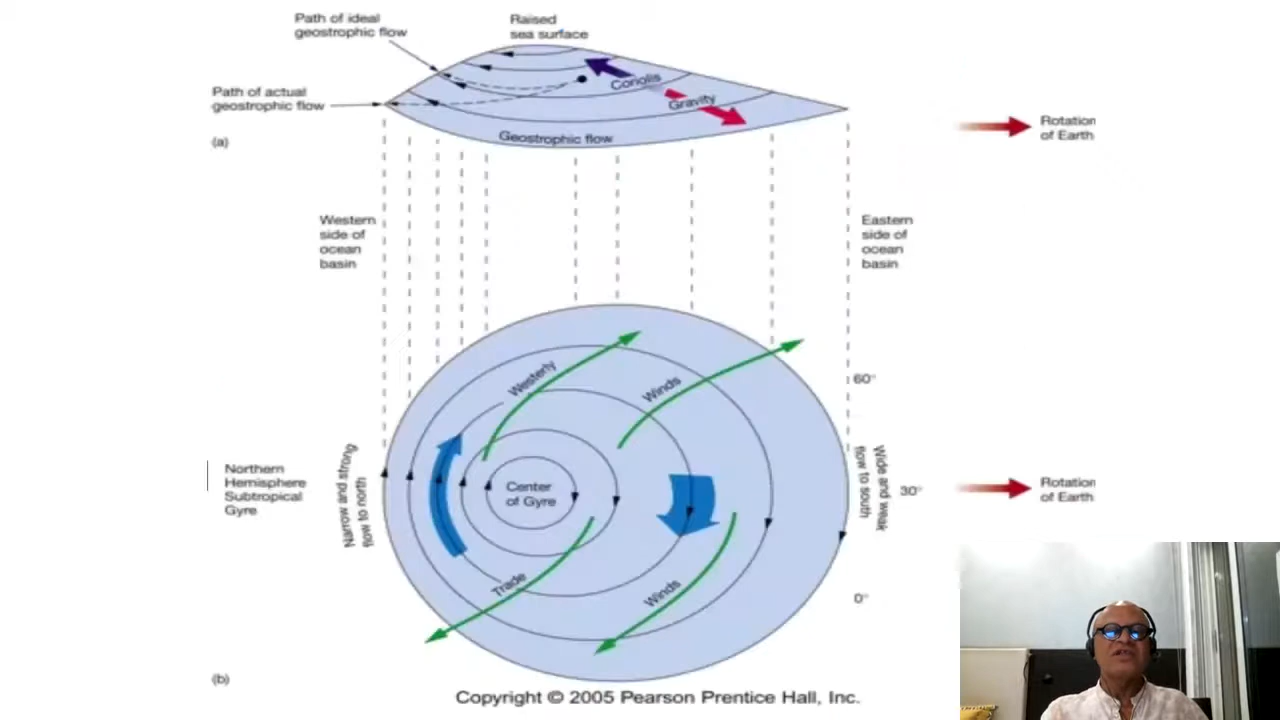 Path of ideal
geostrophic flow
Raised
sea surface
Path of actual
geostrophic flow
Coriolis
Gravity
Geostrophic flow
(a)
Rotation
of Earth
Western
side of
ocean
basin
Eastern
side of
ocean
basin
Westerly
Winds
60°
Northern
Hemisphere
Subtropical
Gyre
Narrow and strong
flow to north
Center
of Gyre
Wide and weak
flow to south
30°
Rotation
of Earth
Trade
Winds
0°
(b)
Copyright © 2005 Pearson Prentice Hall, Inc.